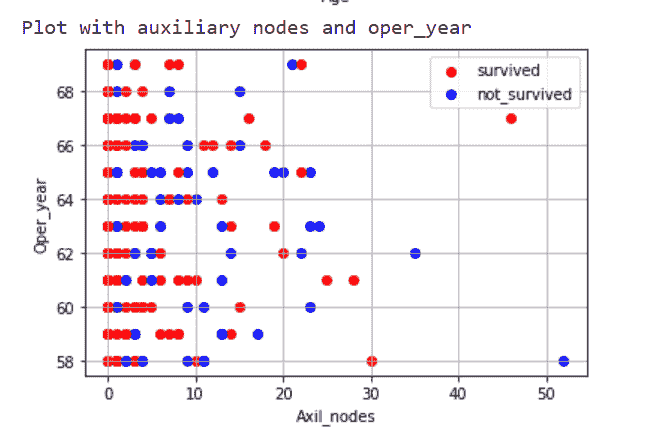 Age
Plot with auxiliary nodes and oper_year
survived
not_survived
68
66
64
62
60
58
Oper_year
0 10 20 30 40 50
Axil_nodes